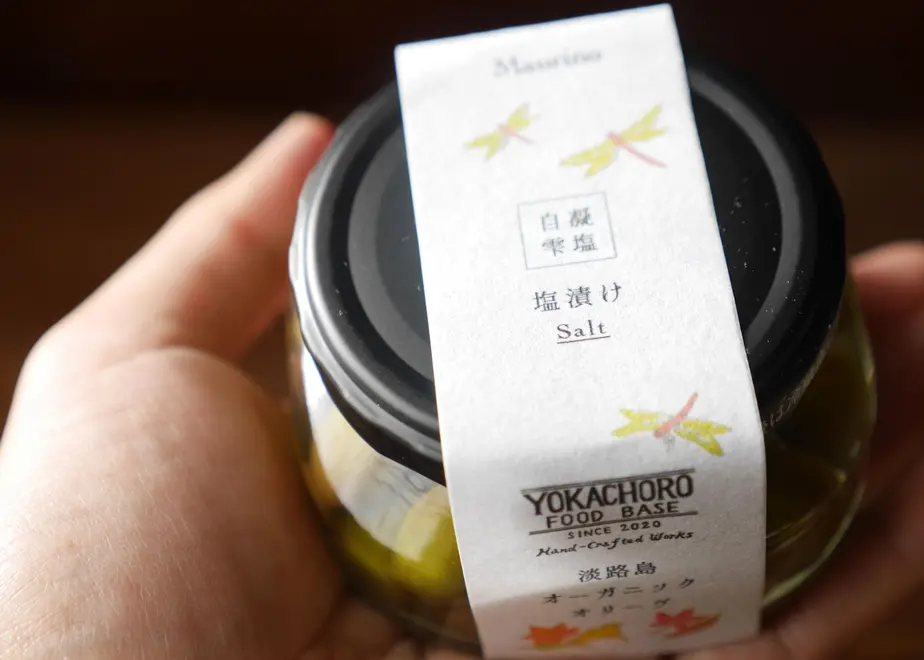 Maurino
自凝
雫塩
塩漬け
Salt
YOKACHORO
FOOD BASE
SINCE 2020
Hand-Crafted Works
淡路島
オーガニック
オリーブ